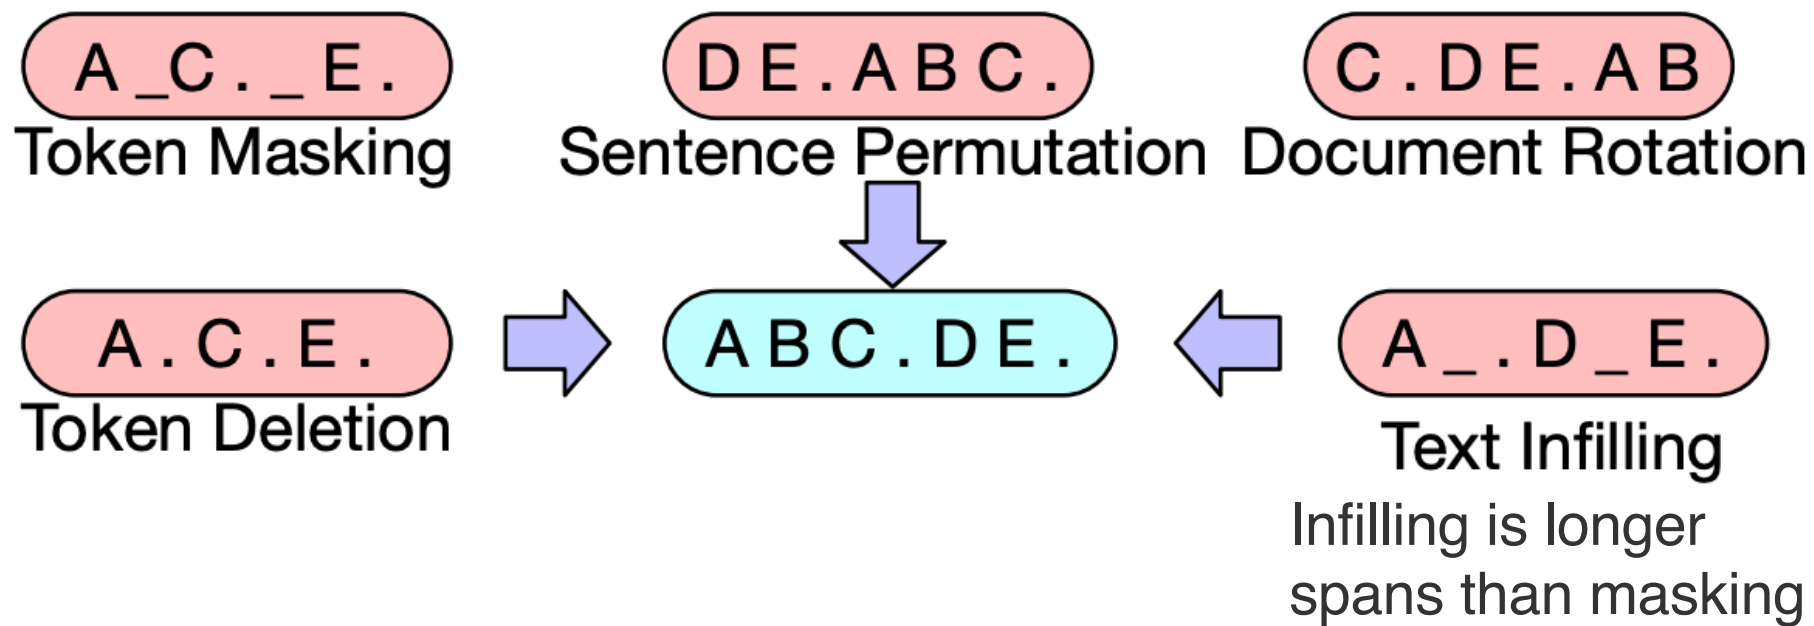 A _C . _ E .
Token Masking
D E . A B C .
Sentence Permutation
C . D E . A B
Document Rotation
A . C . E .
Token Deletion
A B C . D E .
A _ . D _ E .
Text Infilling
Infilling is longer
spans than masking